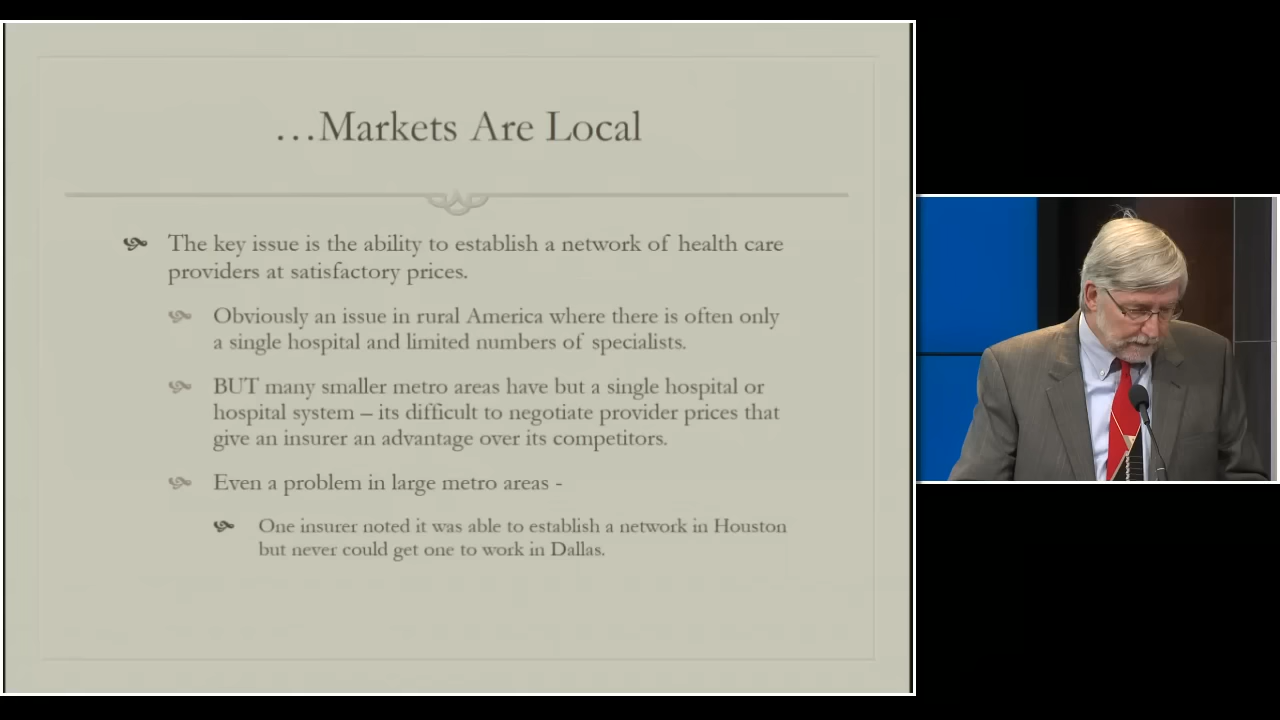 …Markets Are Local
The key issue is the ability to establish a network of health care
providers at satisfactory prices.
Obviously an issue in rural America where there is often only
a single hospital and limited numbers of specialists.
BUT many smaller metro areas have but a single hospital or
hospital system – its difficult to negotiate provider prices that
give an insurer an advantage over its competitors.
Even a problem in large metro areas -
One insurer noted it was able to establish a network in Houston
but never could get one to work in Dallas.